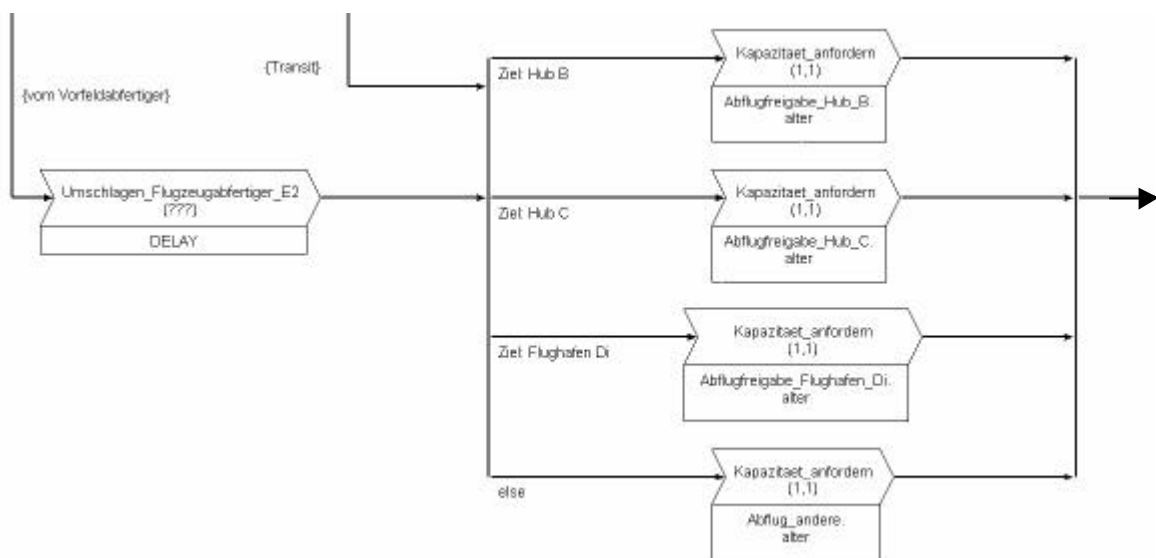 {Transit}
{vom Vorfeldabfertiger}
Umschlagen_Flugzeugabfertiger_E2
(???)
DELAY
Ziel: Hub B
Kapazitaet_anfordern
(1,1)
Abflugfreigabe_Hub_B.
alter
Ziel: Hub C
Kapazitaet_anfordern
(1,1)
Abflugfreigabe_Hub_C.
alter
Ziel: Flughafen Di
Kapazitaet_anfordern
(1,1)
Abflugfreigabe_Flughafen_Di.
alter
else
Kapazitaet_anfordern
(1,1)
Abflug_andere.
alter